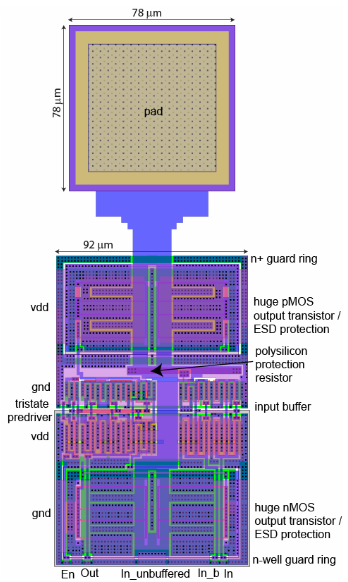 78 µm
78 µm
pad
92 µm
n+ guard ring
vdd
huge pMOS
output transistor /
ESD protection
polysilicon
protection
resistor
gnd
tristate
predriver
input buffer
vdd
gnd
huge nMOS
output transistor /
ESD protection
n-well guard ring
En Out In_unbuffered In_b In